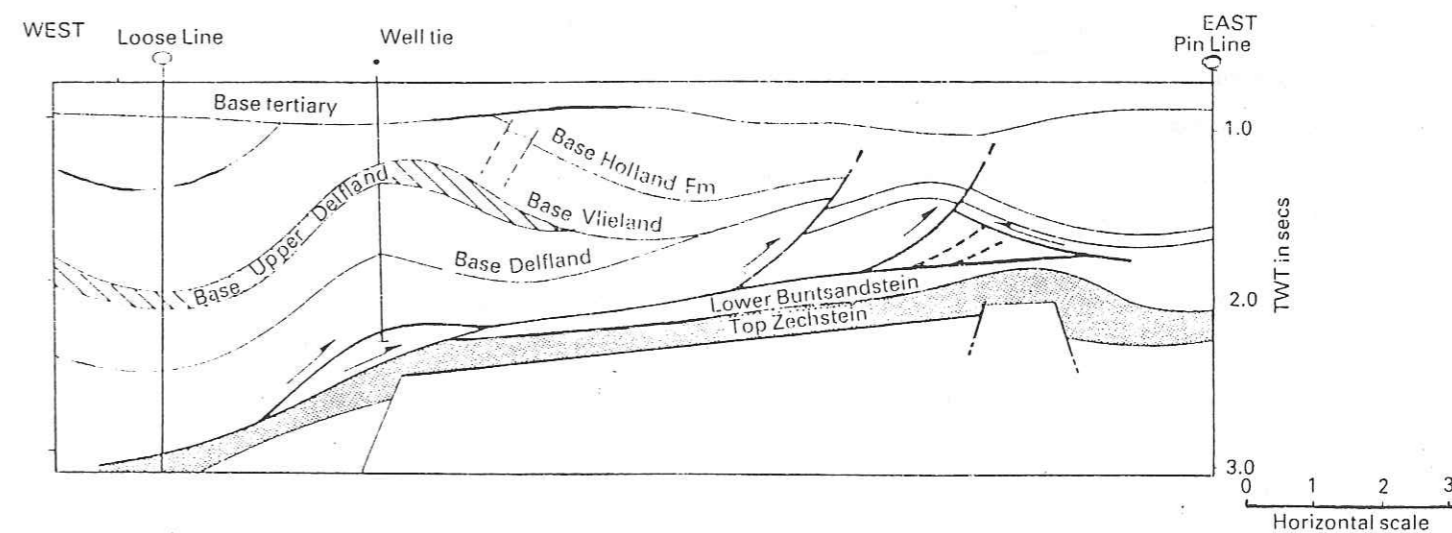 WEST
Loose Line
Well tie
EAST
Pin Line
Base tertiary
1.0
Base Holland Fm
Base Upper Delfland
Base Vlieland
Base Delfland
TWT in secs
2.0
Lower Buntsandstein
Top Zechstein
3.0
0 1 2 3
Horizontal scale